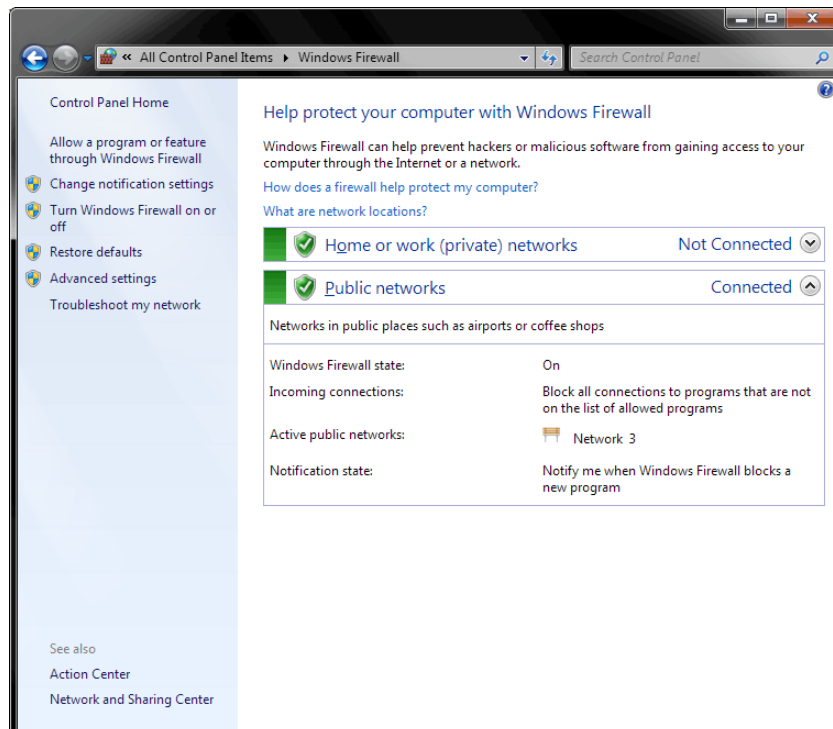 « All Control Panel Items ▸ Windows Firewall
Search Control Panel
Control Panel Home
Allow a program or feature
through Windows Firewall
Change notification settings
Turn Windows Firewall on or
off
Restore defaults
Advanced settings
Troubleshoot my network
See also
Action Center
Network and Sharing Center
Help protect your computer with Windows Firewall
Windows Firewall can help prevent hackers or malicious software from gaining access to your
computer through the Internet or a network.
How does a firewall help protect my computer?
What are network locations?
Home or work (private) networks Not Connected
Public networks Connected
Networks in public places such as airports or coffee shops
Windows Firewall state: On
Incoming connections: Block all connections to programs that are not
on the list of allowed programs
Active public networks: Network 3
Notification state: Notify me when Windows Firewall blocks a
new program